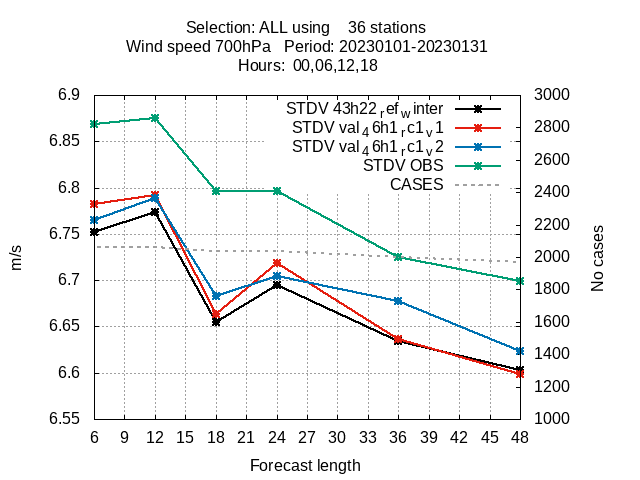 Selection: ALL using    36 stations
Wind speed 700hPa   Period: 20230101-20230131
Hours:  00,06,12,18
STDV 43h22ref_winter
STDV val46h1rc1v1
STDV val46h1rc1v2
STDV OBS
CASES
6.9
6.85
6.8
6.75
6.7
6.65
6.6
6.55
m/s
3000
2800
2600
2400
2200
2000
1800
1600
1400
1200
1000
No cases
6 9 12 15 18 21 24 27 30 33 36 39 42 45 48
Forecast length